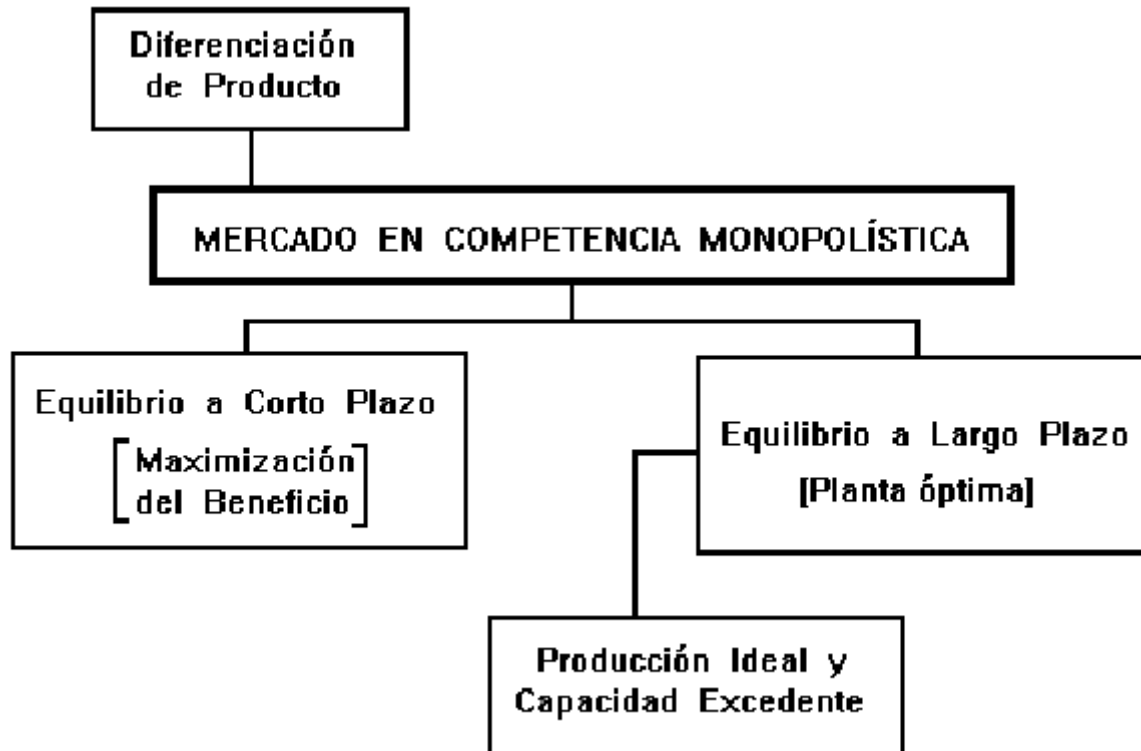 Diferenciación
de Producto
MERCADO EN COMPETENCIA MONOPOLÍSTICA
Equilibrio a Corto Plazo
[Maximización
del Beneficio]
Equilibrio a Largo Plazo
[Planta óptima]
Producción Ideal y
Capacidad Excedente